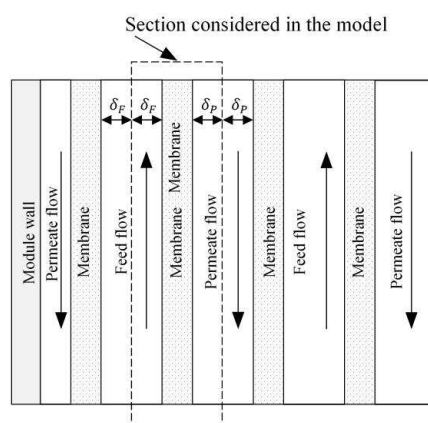 Section considered in the model
δF
δF
δP
δP
Module wall
Permeate flow
Membrane
Feed flow
Membrane
Membrane
Permeate flow
Membrane
Feed flow
Membrane
Permeate flow